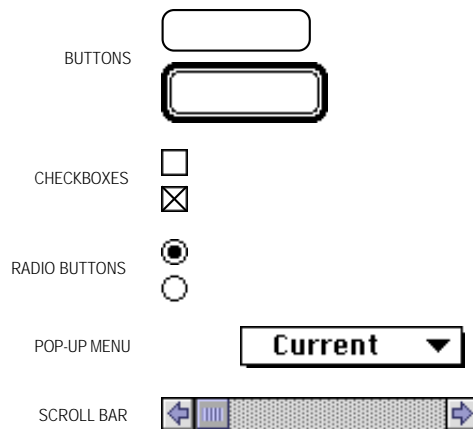 BUTTONS
CHECKBOXES
RADIO BUTTONS
POP-UP MENU
Current
SCROLL BAR